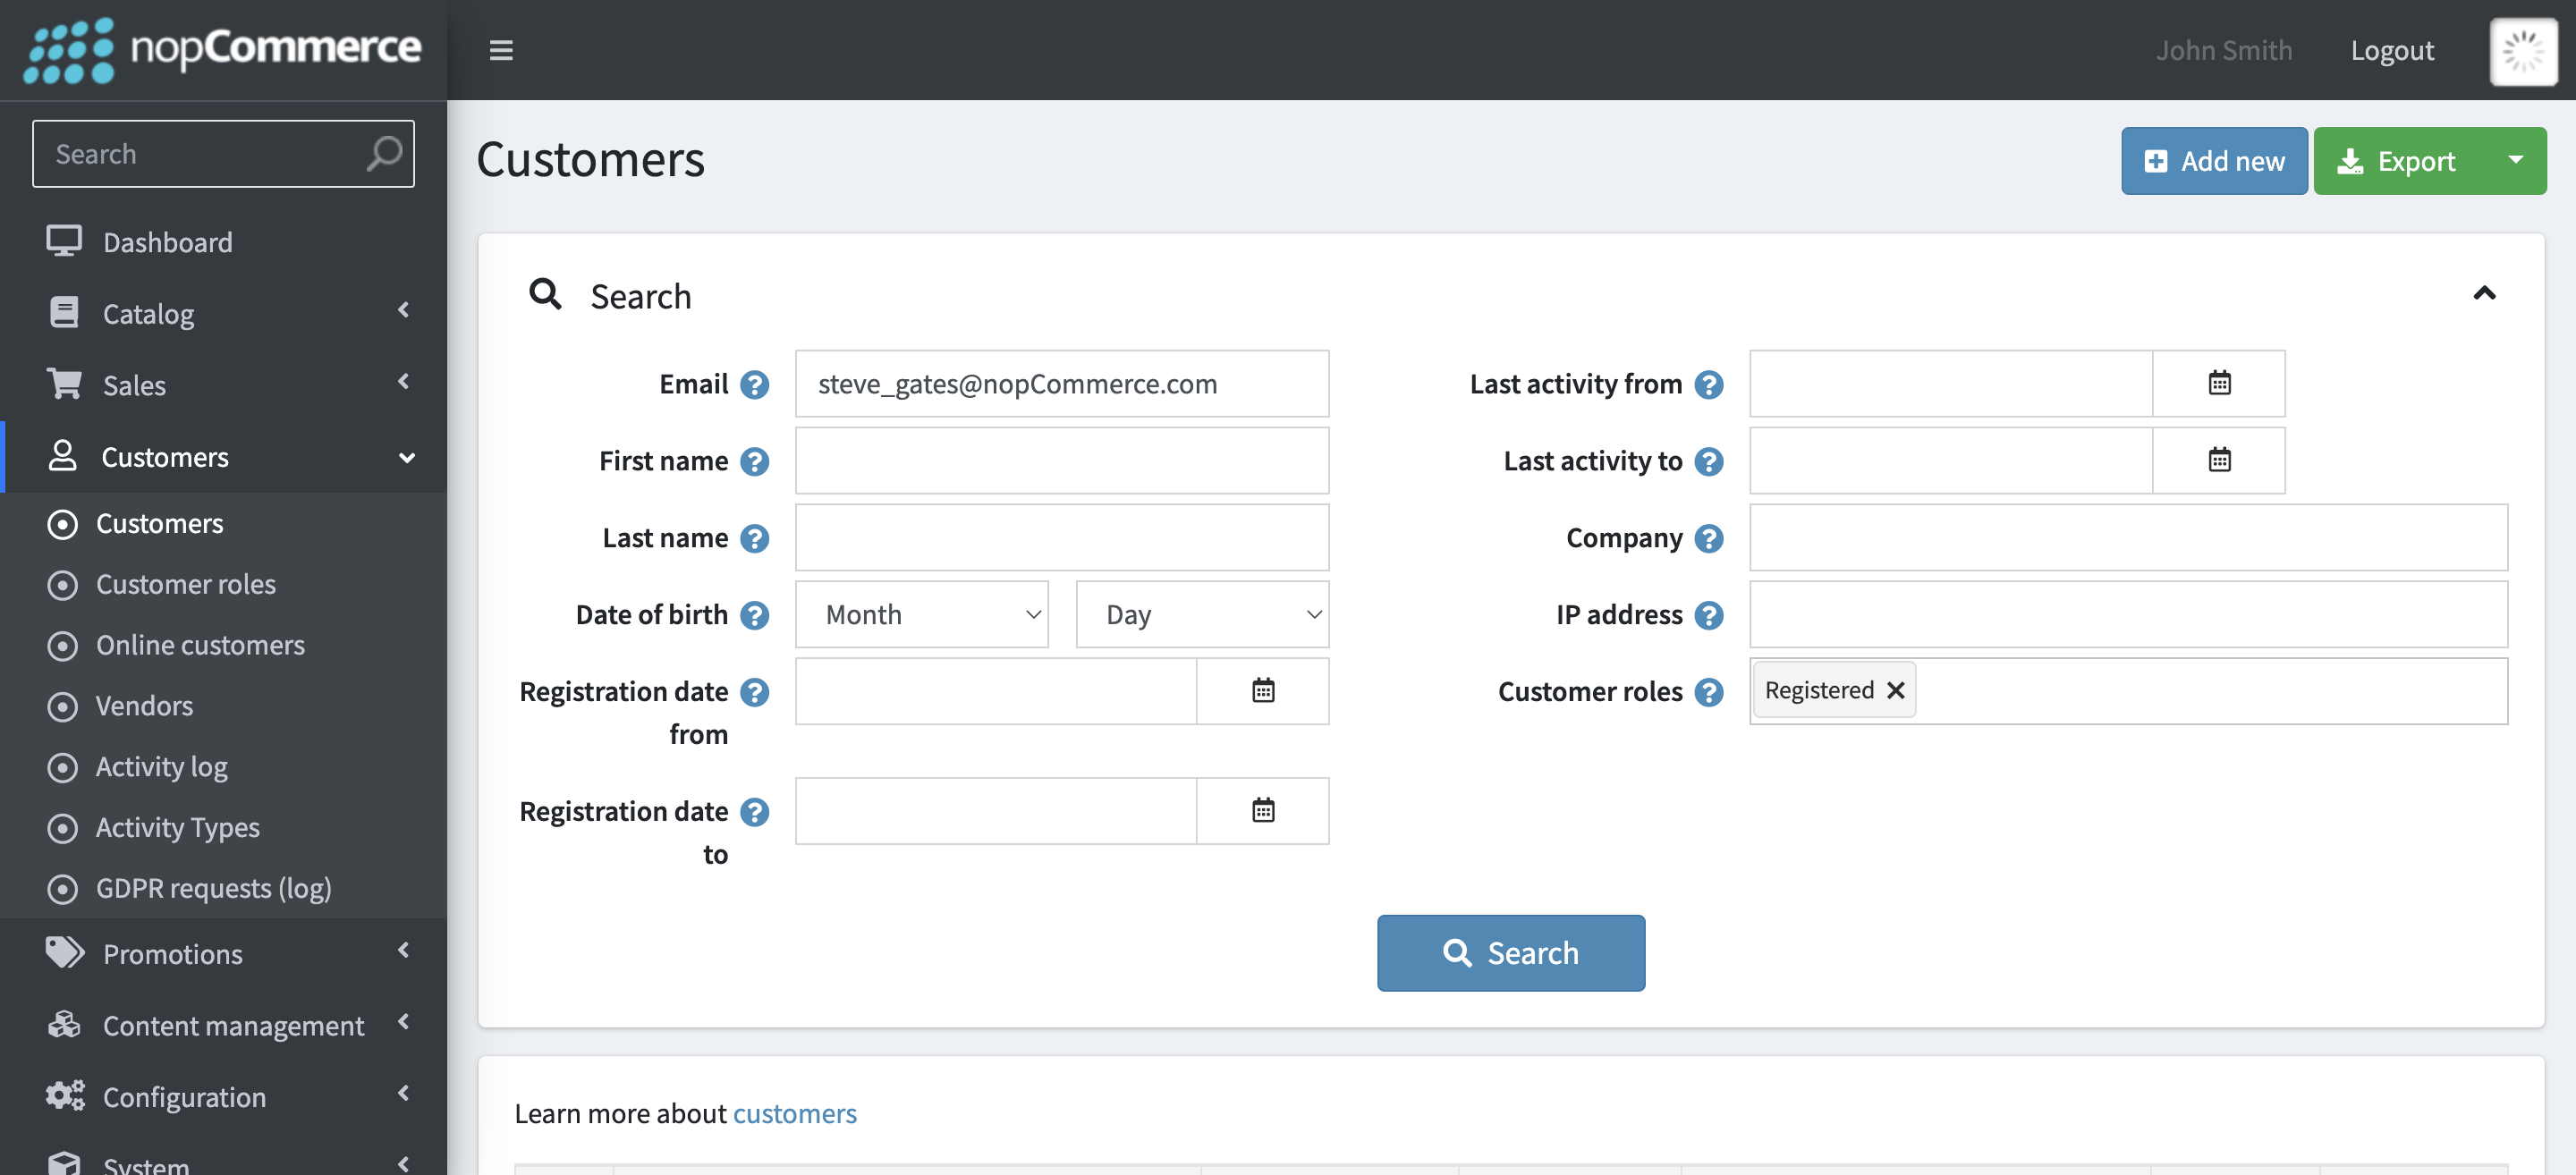 nopCommerce
John Smith
Logout
Search
Customers
Add new
Export
Dashboard
Catalog
Sales
Customers
Customers
Customer roles
Online customers
Vendors
Activity log
Activity Types
GDPR requests (log)
Promotions
Content management
Configuration
System
Search
Email
steve_gates@nopCommerce.com
Last activity from
First name
Last activity to
Last name
Company
Date of birth
Month
Day
IP address
Registration date
from
Customer roles
Registered
Registration date
to
Search
Learn more about customers